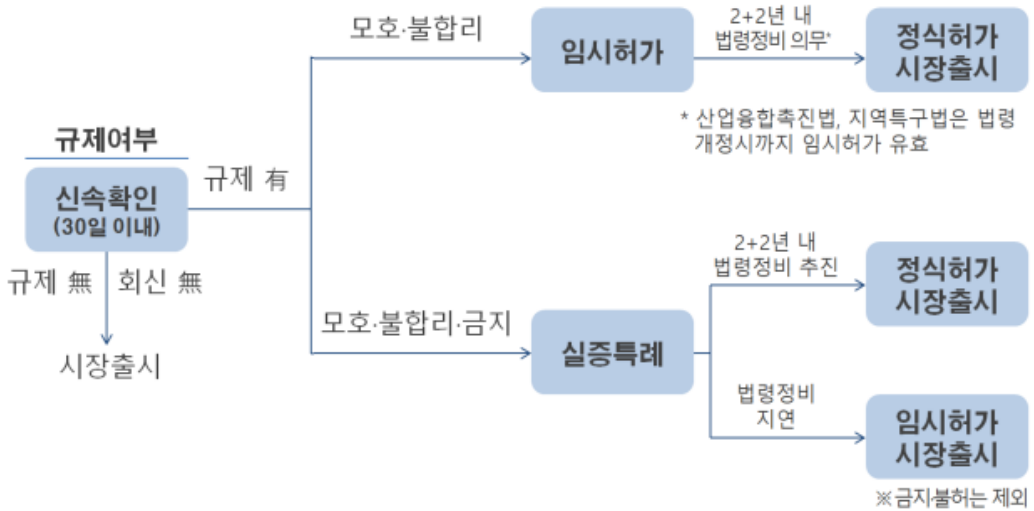 규제여부
신속확인
(30일 이내)
규제 無
회신 無
시장출시
규제 有
모호·불합리
임시허가
2+2년 내
법령정비 의무*
정식허가
시장출시
* 산업융합촉진법, 지역특구법은 법령
개정시까지 임시허가 유효
모호·불합리·금지
실증특례
2+2년 내
법령정비 추진
정식허가
시장출시
법령정비
지연
임시허가
시장출시
※금지·불허는 제외